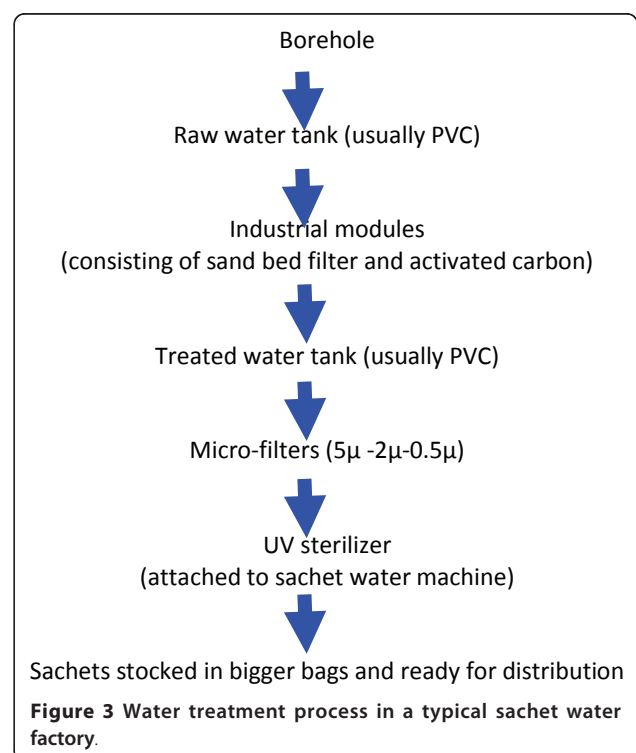 Borehole
Raw water tank (usually PVC)
Industrial modules
(consisting of sand bed filter and activated carbon)
Treated water tank (usually PVC)
Micro-filters (5µ -2µ-0.5µ)
UV sterilizer
(attached to sachet water machine)
Sachets stocked in bigger bags and ready for distribution
Figure 3 Water treatment process in a typical sachet water
factory.